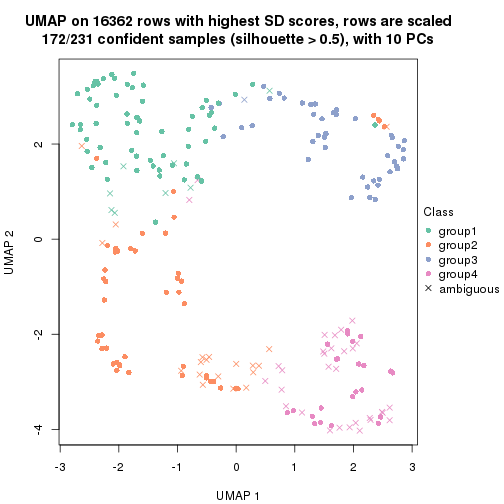 UMAP on 16362 rows with highest SD scores, rows are scaled
172/231 confident samples (silhouette > 0.5), with 10 PCs
2
0
-2
-4
UMAP 2
-3 -2 -1 0 1 2 3
UMAP 1
Class
group1
group2
group3
group4
ambiguous